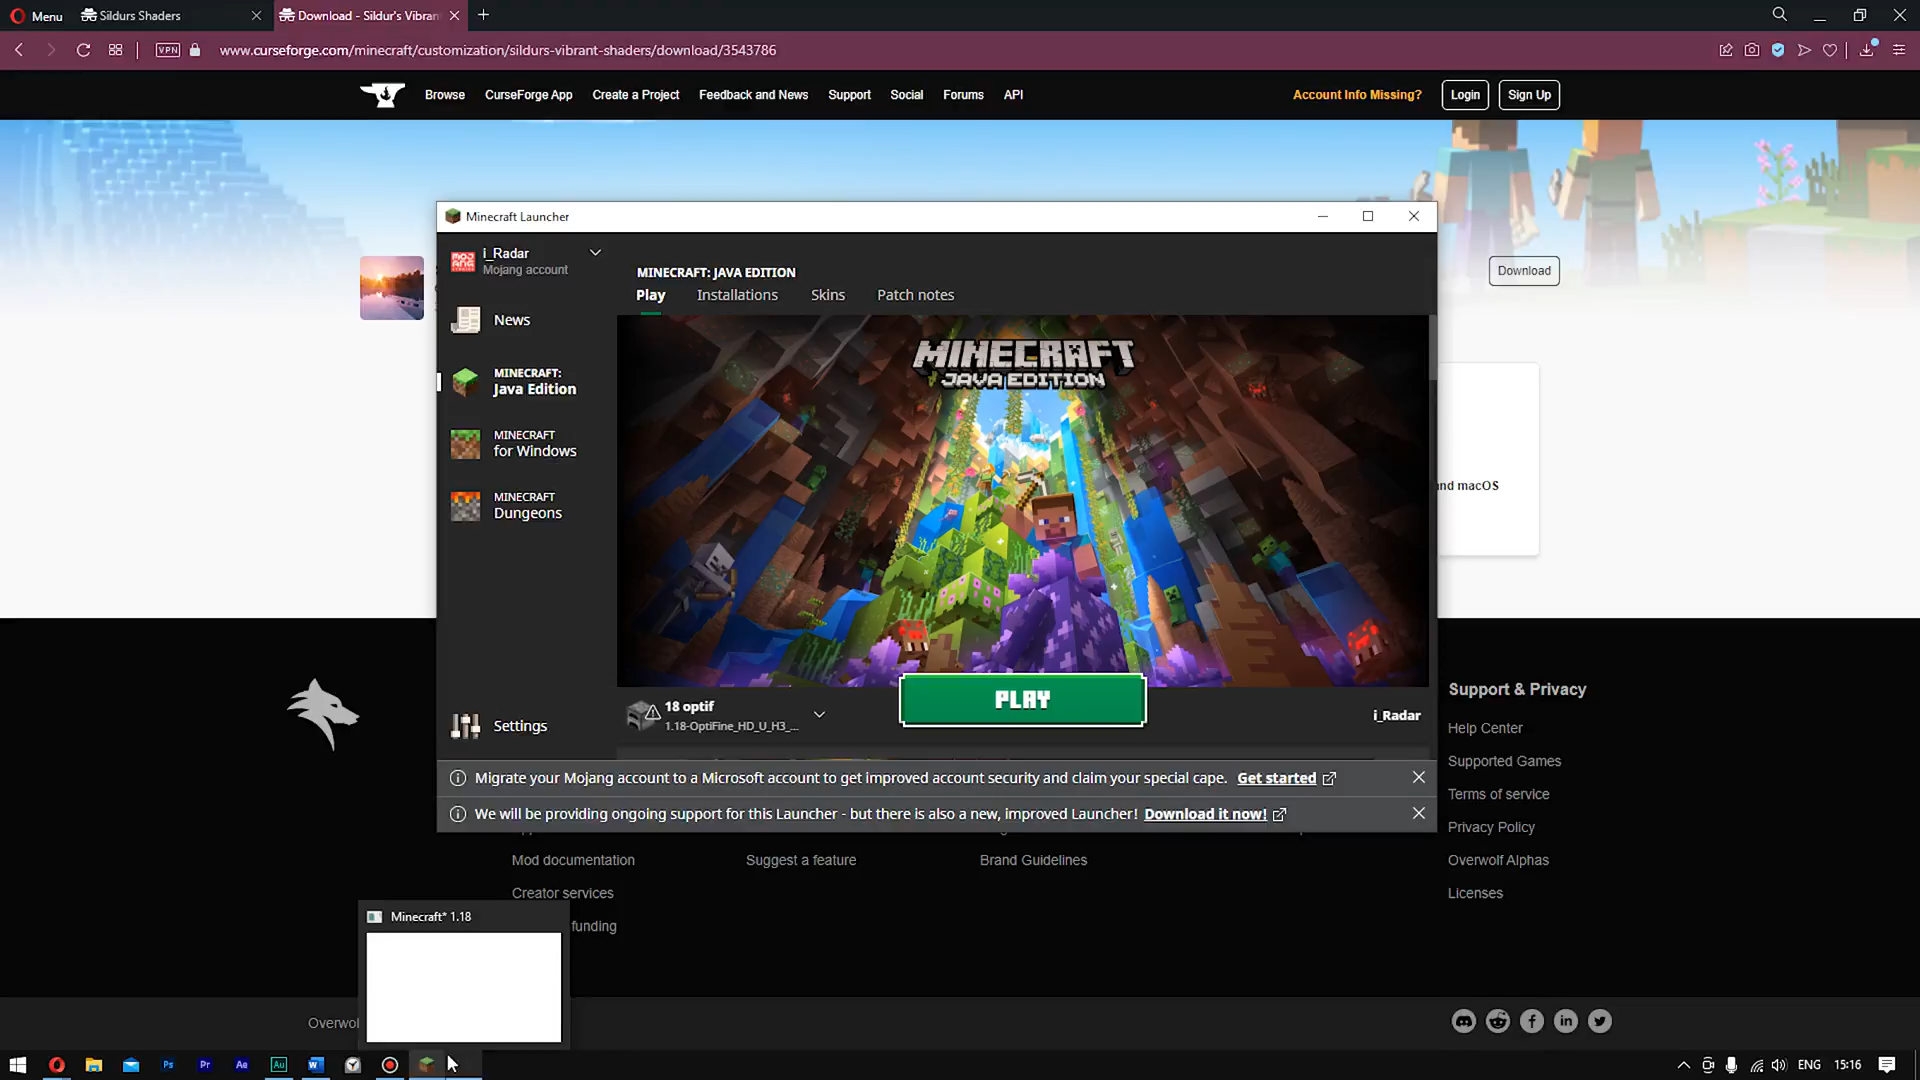 Menu
Sildurs Shaders
Download - Sildur's Vibran
VPN
www.curseforge.com/minecraft/customization/sildurs-vibrant-shaders/download/3543786
Browse
CurseForge App
Create a Project
Feedback and News
Support
Social
Forums
API
Account Info Missing?
Login
Sign Up
Download
Minecraft Launcher
MOJANG
i_Radar
Mojang account
News
MINECRAFT:
Java Edition
MINECRAFT
for Windows
MINECRAFT
Dungeons
Settings
MINECRAFT: JAVA EDITION
Play
Installations
Skins
Patch notes
MINECRAFT
JAVA EDITION
18 optif
1.18-OptiFine_HD_U_H3_...
PLAY
i_Radar
Migrate your Mojang account to a Microsoft account to get improved account security and claim your special cape.
Get started
We will be providing ongoing support for this Launcher - but there is also a new, improved Launcher!
Download it now!
nd macOS
Support & Privacy
Help Center
Supported Games
Terms of service
Privacy Policy
Overwolf Alphas
Licenses
Mod documentation
Suggest a feature
Brand Guidelines
Creator services
funding
Minecraft* 1.18
Overwol
Ps
Pr
Ae
Au
W
ENG
15:16